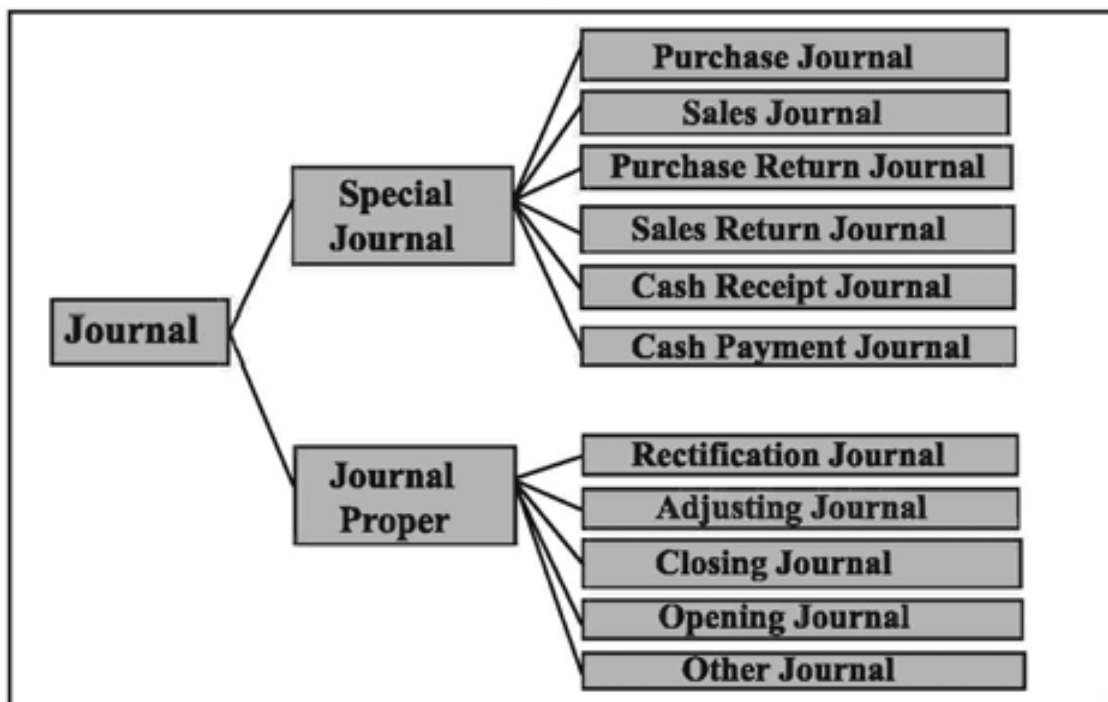 Journal
Special
Journal
Purchase Journal
Sales Journal
Purchase Return Journal
Sales Return Journal
Cash Receipt Journal
Cash Payment Journal
Journal
Proper
Rectification Journal
Adjusting Journal
Closing Journal
Opening Journal
Other Journal